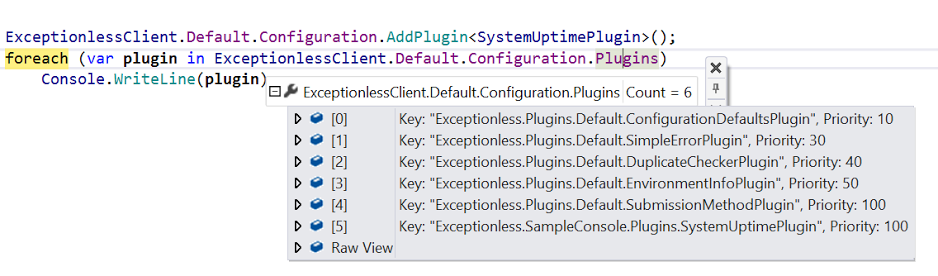 ExceptionlessClient.Default.Configuration.AddPlugin<SystemUptimePlugin>();
foreach (var plugin in ExceptionlessClient.Default.Configuration.Plugins)
Console.WriteLine(plugin)
ExceptionlessClient.Default.Configuration.Plugins Count = 6
[0] Key: "Exceptionless.Plugins.Default.ConfigurationDefaultsPlugin", Priority: 10
[1] Key: "Exceptionless.Plugins.Default.SimpleErrorPlugin", Priority: 30
[2] Key: "Exceptionless.Plugins.Default.DuplicateCheckerPlugin", Priority: 40
[3] Key: "Exceptionless.Plugins.Default.EnvironmentInfoPlugin", Priority: 50
[4] Key: "Exceptionless.Plugins.Default.SubmissionMethodPlugin", Priority: 100
[5] Key: "Exceptionless.SampleConsole.Plugins.SystemUptimePlugin", Priority: 100
Raw View